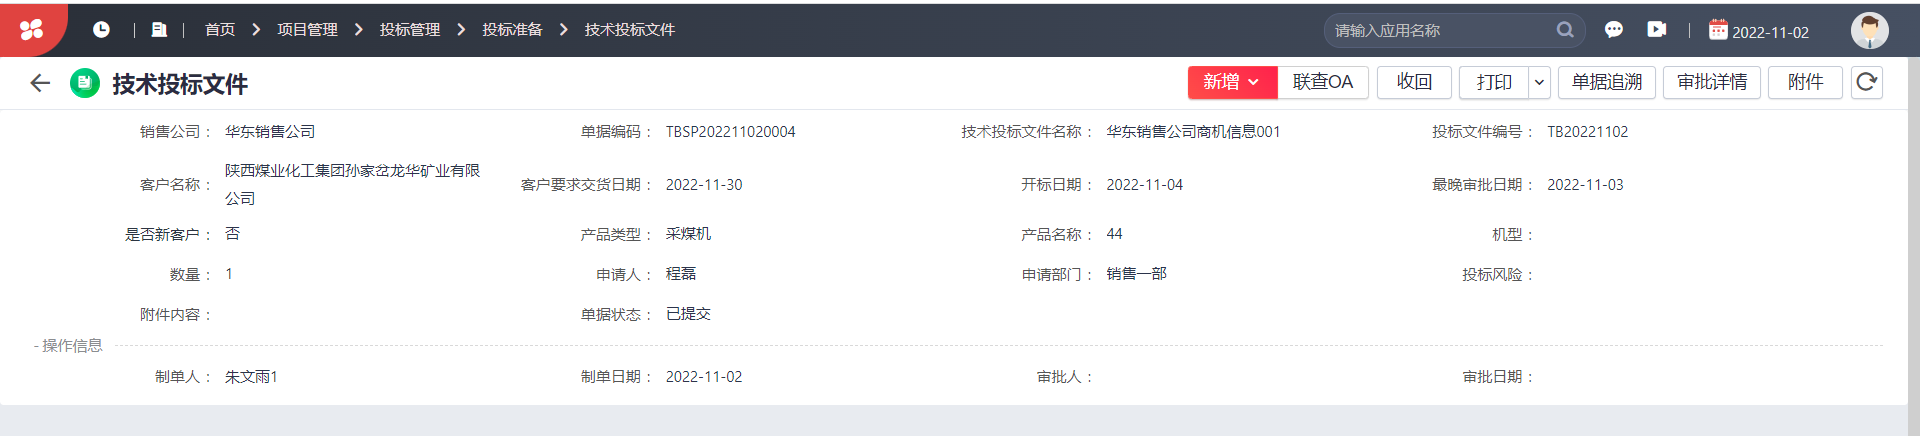 首页 项目管理 投标管理 投标准备 技术投标文件 请输入应用名称 2022-11-02
技术投标文件 新增 联查OA 收回 打印 单据追溯 审批详情 附件
销售公司： 华东销售公司 单据编码： TBSP202211020004 技术投标文件名称： 华东销售公司商机信息001 投标文件编号： TB20221102
客户名称： 陕西煤业化工集团孙家岔龙华矿业有限
公司 客户要求交货日期： 2022-11-30 开标日期： 2022-11-04 最晚审批日期： 2022-11-03
是否新客户： 否 产品类型： 采煤机 产品名称： 44 机型：
数量： 1 申请人： 程磊 申请部门： 销售一部 投标风险：
附件内容： 单据状态： 已提交
- 操作信息
制单人： 朱文雨1 制单日期： 2022-11-02 审批人： 审批日期：